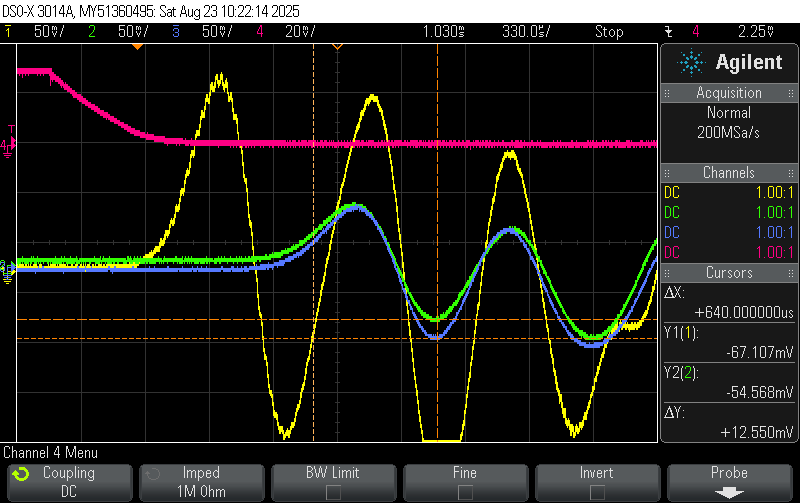 DSO-X 3014A, MY51360495: Sat Aug 23 10:22:14 2025
1 50㎷/ 2 50㎷/ 3 50㎷/ 4 20㎷/ 1.030s 330.0㎳/ Stop 4 2.25V
Agilent
Acquisition
Normal
200MSa/s
Channels
DC 1.00:1
DC 1.00:1
DC 1.00:1
DC 1.00:1
Cursors
ΔX:
+640.000000us
Y1(1):
-67.107mV
Y2(2):
-54.568mV
ΔY:
+12.550mV
Channel 4 Menu
Coupling Imped BW Limit Fine Invert Probe
DC 1M Ohm